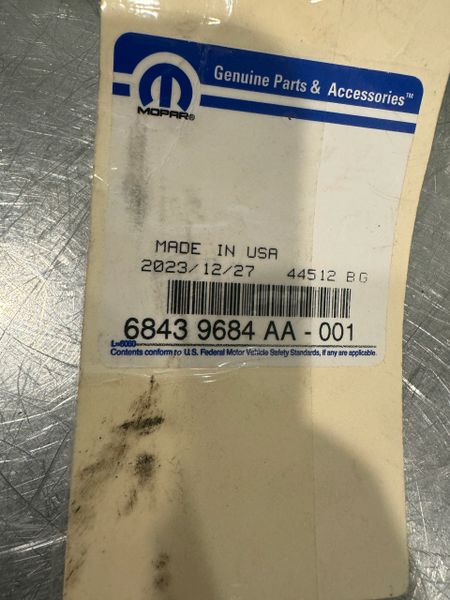 Genuine Parts & Accessories™
MOPAR®
MADE IN USA
2023/12/27 44512 BG
6843 9684 AA - 001
L=6080
Contents conform to U.S. Federal Motor Vehicle Safety Standards, if any are applicable.